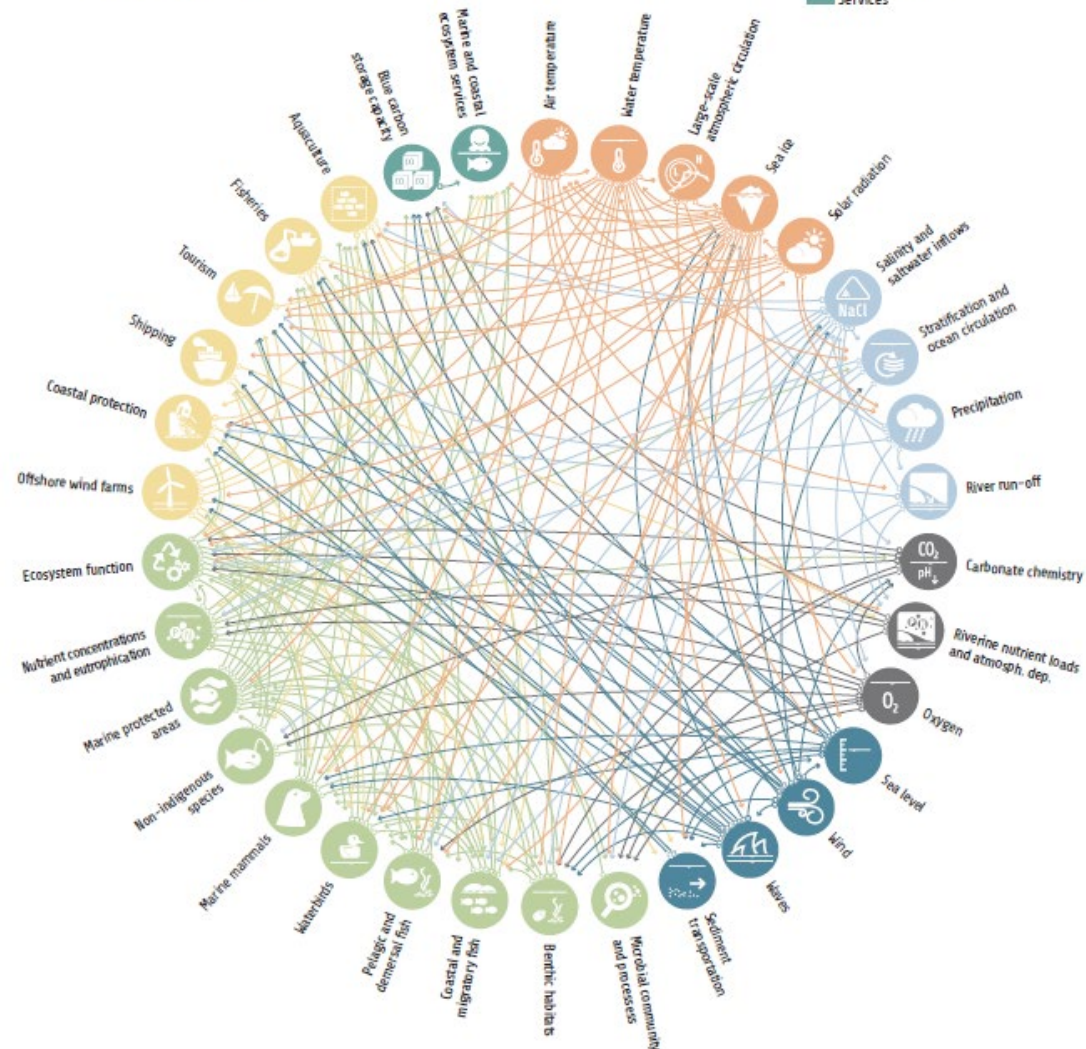 Services
Marine and coastal
ecosystem services
Air temperature
Water temperature
Large-scale
atmospheric circulation
Sea ice
Solar radiation
Salinity and
saltwater inflows
NaCl
Stratification and
ocean circulation
Precipitation
River run-off
CO₂
pH↓
Carbonate chemistry
Riverine nutrient loads
and atmosph. dep.
O₂
Oxygen
Sea level
Wind
Waves
Sediment
transportation
Microbial community
and processess
Benthic habitats
Coastal and
migratory fish
Pelagic and
demersal fish
Waterbirds
Marine mammals
Non-indigenous
species
Marine protected
areas
Nutrient concentrations
and eutrophication
Ecosystem function
Offshore wind farms
Coastal protection
Shipping
Tourism
Fisheries
Aquaculture
Blue carbon
storage capacity
H